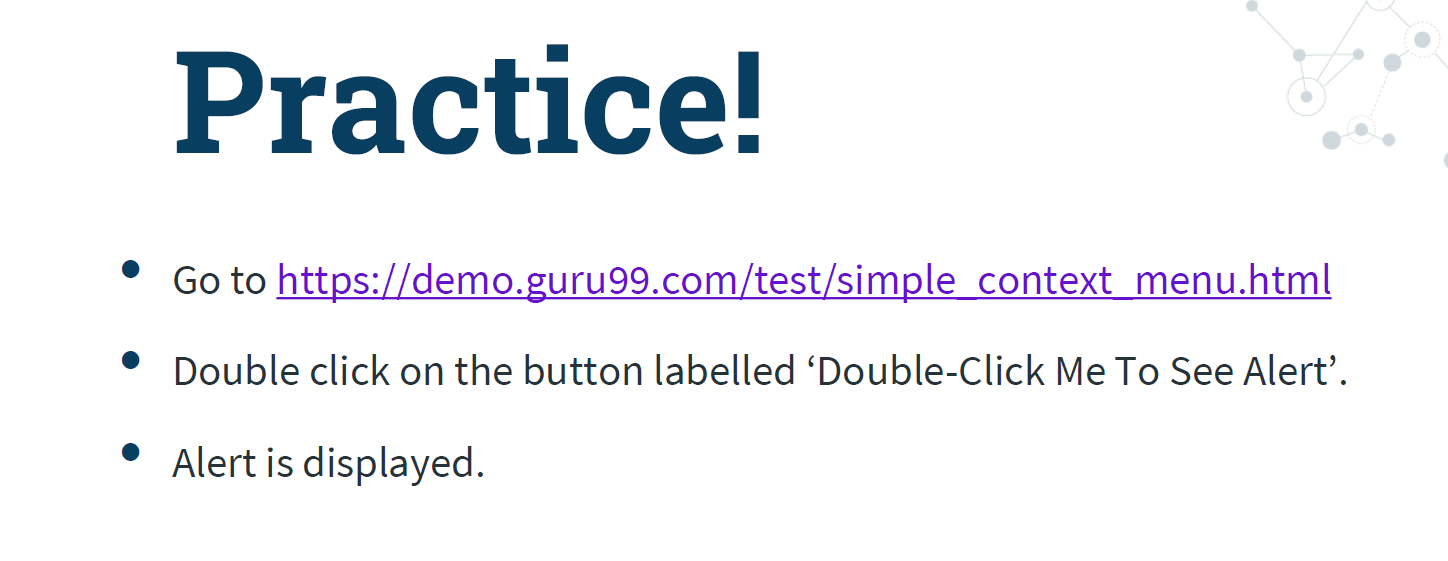 Practice!
• Go to https://demo.guru99.com/test/simple_context_menu.html
• Double click on the button labelled ‘Double-Click Me To See Alert’.
• Alert is displayed.